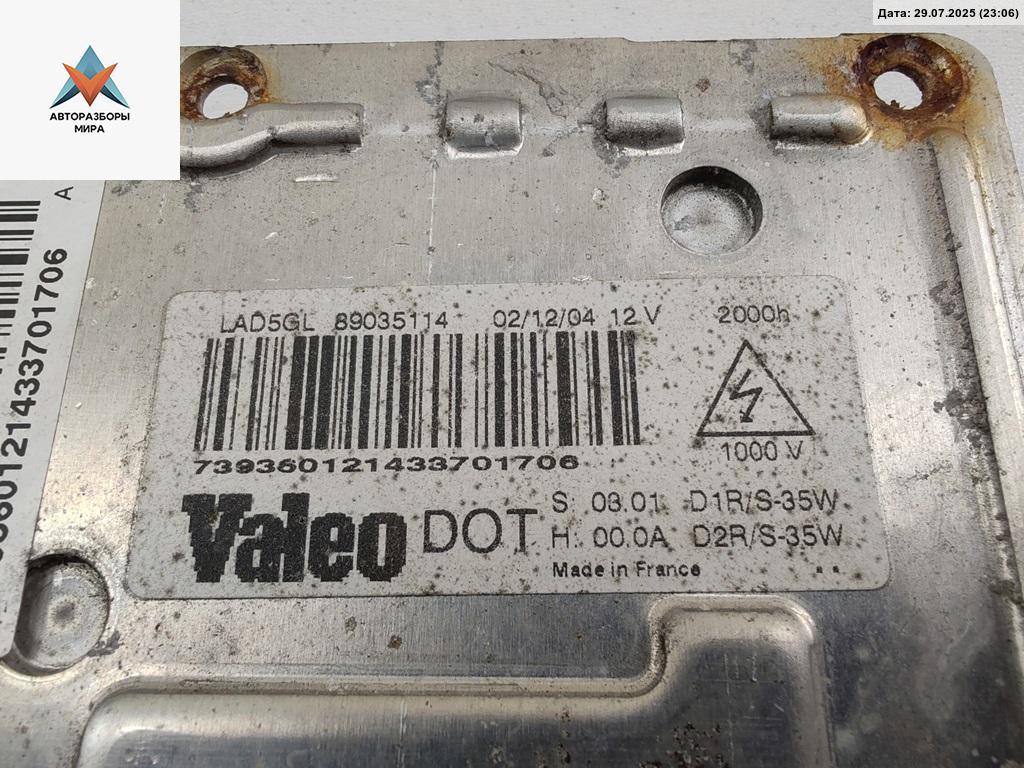 Дата: 29.07.2025 (23:06)
АВТОРАЗБОРЫ
МИРА
A
LAD5GL 89035114 02/12/04 12 V 2000h
739360121433701706
1000 V
Valeo DOT
S: 03.01 D1R/S-35W
H: 00.0A D2R/S-35W
Made in France